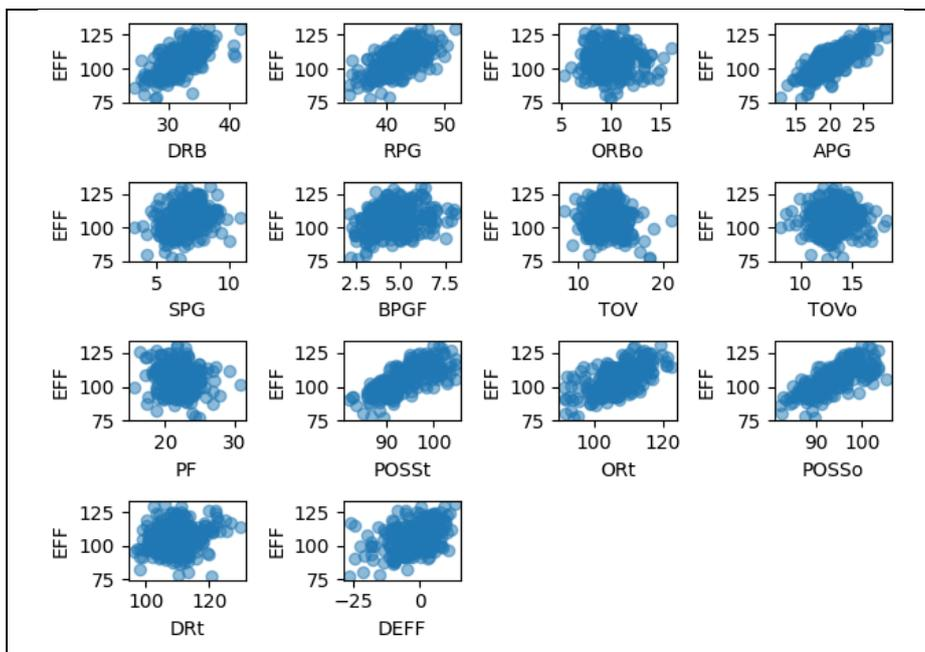 EFF 125 100 75 30 40 DRB
EFF 125 100 75 40 50 RPG
EFF 125 100 75 5 10 15 ORBo
EFF 125 100 75 15 20 25 APG
EFF 125 100 75 5 10 SPG
EFF 125 100 75 2.5 5.0 7.5 BPGF
EFF 125 100 75 10 20 TOV
EFF 125 100 75 10 15 TOVo
EFF 125 100 75 20 30 PF
EFF 125 100 75 90 100 POSSt
EFF 125 100 75 100 120 ORt
EFF 125 100 75 90 100 POSSo
EFF 125 100 75 100 120 DRt
EFF 125 100 75 −25 0 DEFF